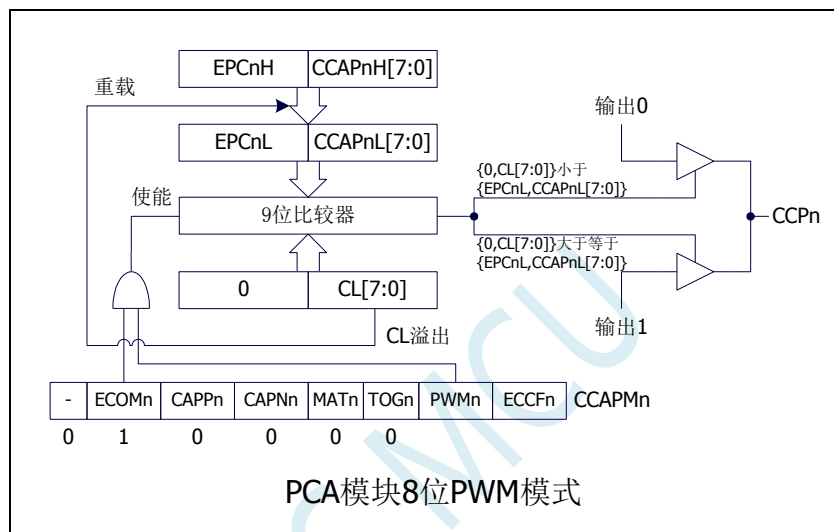 EPCnH CCAPnH[7:0]
重载
输出0
EPCnL CCAPnL[7:0]
{0,CL[7:0]}小于
{EPCnL,CCAPnL[7:0]}
使能
9位比较器
CCPn
{0,CL[7:0]}大于等于
{EPCnL,CCAPnL[7:0]}
0 CL[7:0]
输出1
CL溢出
- ECOMn CAPPn CAPNn MATn TOGn PWMn ECCFn CCAPMn
0 1 0 0 0 0
PCA模块8位PWM模式
C MCU